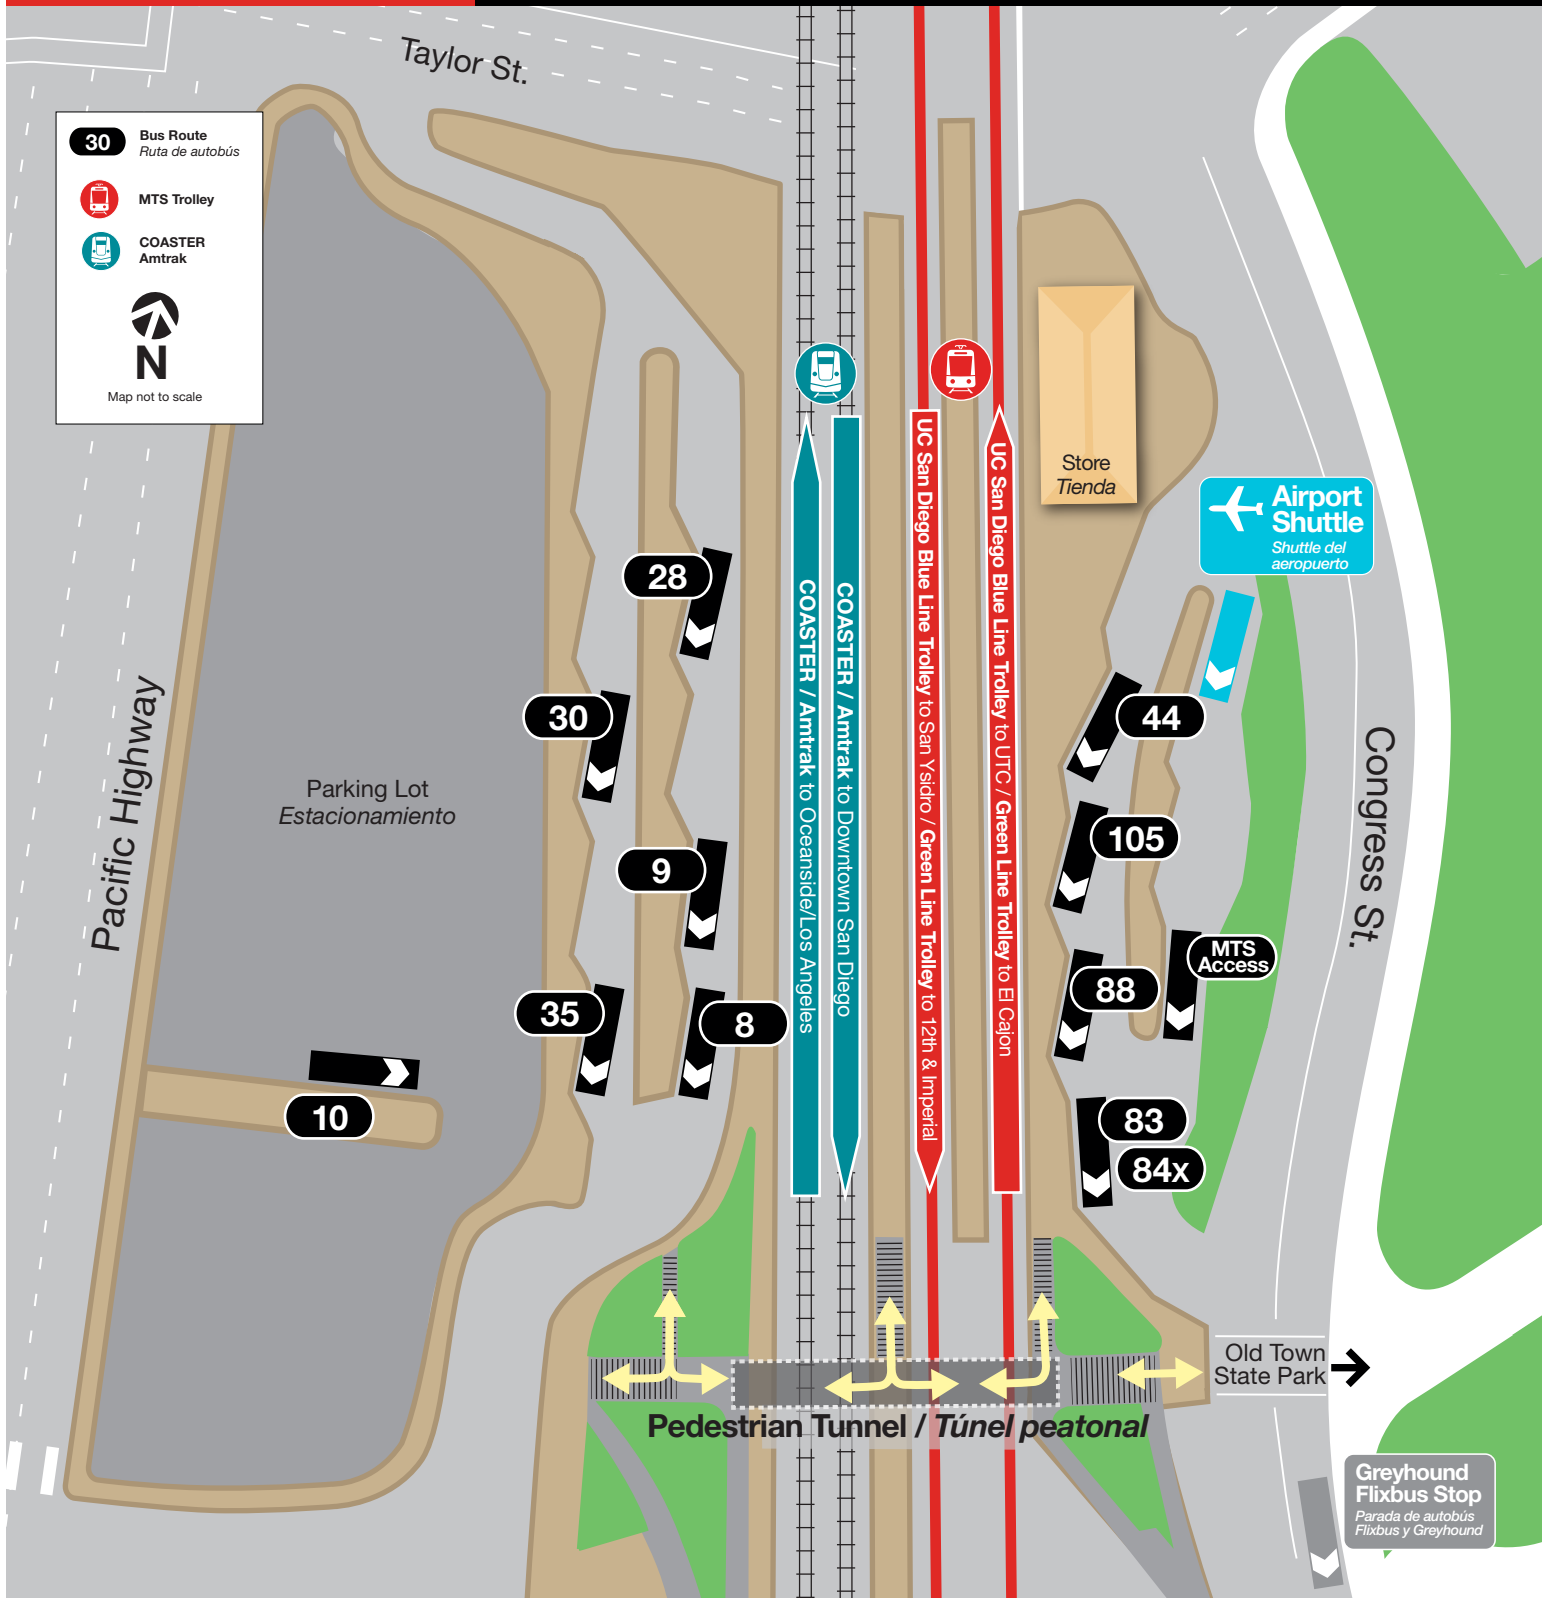 Taylor St.
30
Bus Route
Ruta de autobús
MTS Trolley
COASTER
Amtrak
N
Map not to scale
Pacific Highway
Parking Lot
Estacionamiento
28
30
9
35
8
10
COASTER / Amtrak to Oceanside/Los Angeles
COASTER / Amtrak to Downtown San Diego
UC San Diego Blue Line Trolley to San Ysidro / Green Line Trolley to 12th & Imperial
UC San Diego Blue Line Trolley to UTC / Green Line Trolley to El Cajon
Store
Tienda
Airport
Shuttle
Shuttle del
aeropuerto
44
105
88
MTS
Access
83
84x
Congress St.
Old Town
State Park
Pedestrian Tunnel / Túnel peatonal
Greyhound
Flixbus Stop
Parada de autobús
Flixbus y Greyhound